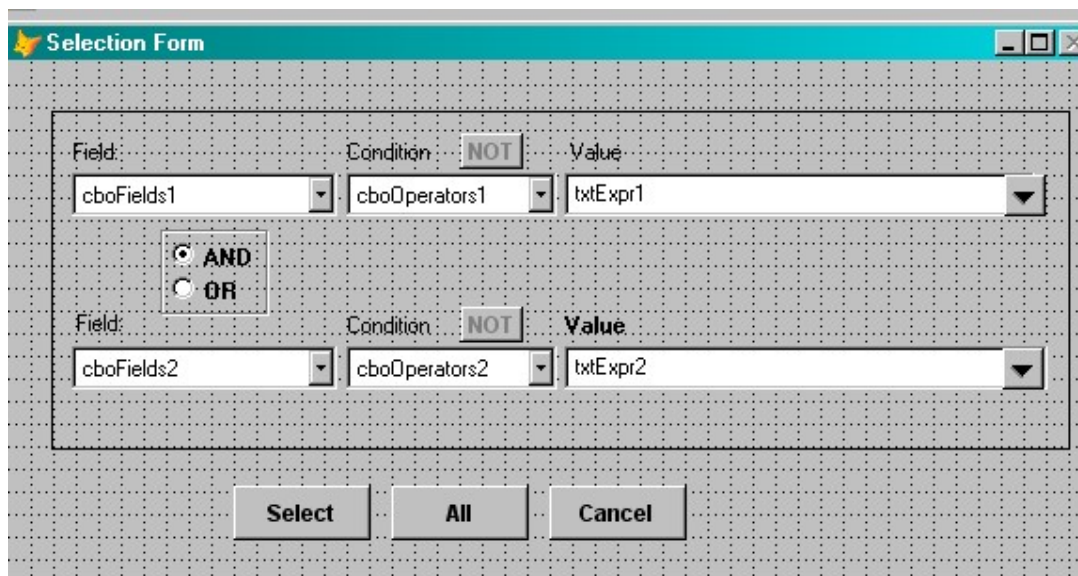 Selection Form
Field: Condition NOT Value
cboFields1 cboOperators1 txtExpr1
AND
OR
Field: Condition NOT Value
cboFields2 cboOperators2 txtExpr2
Select All Cancel